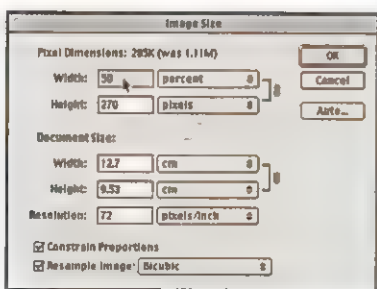 Image Size
Pixel Dimensions: 285K (was 1.11M)
Width: 50 percent
Height: 270 pixels
Document Size:
Width: 12.7 cm
Height: 9.53 cm
Resolution: 72 pixels/inch
Constrain Proportions
Resample Image: Bicubic
OK
Cancel
Auto...